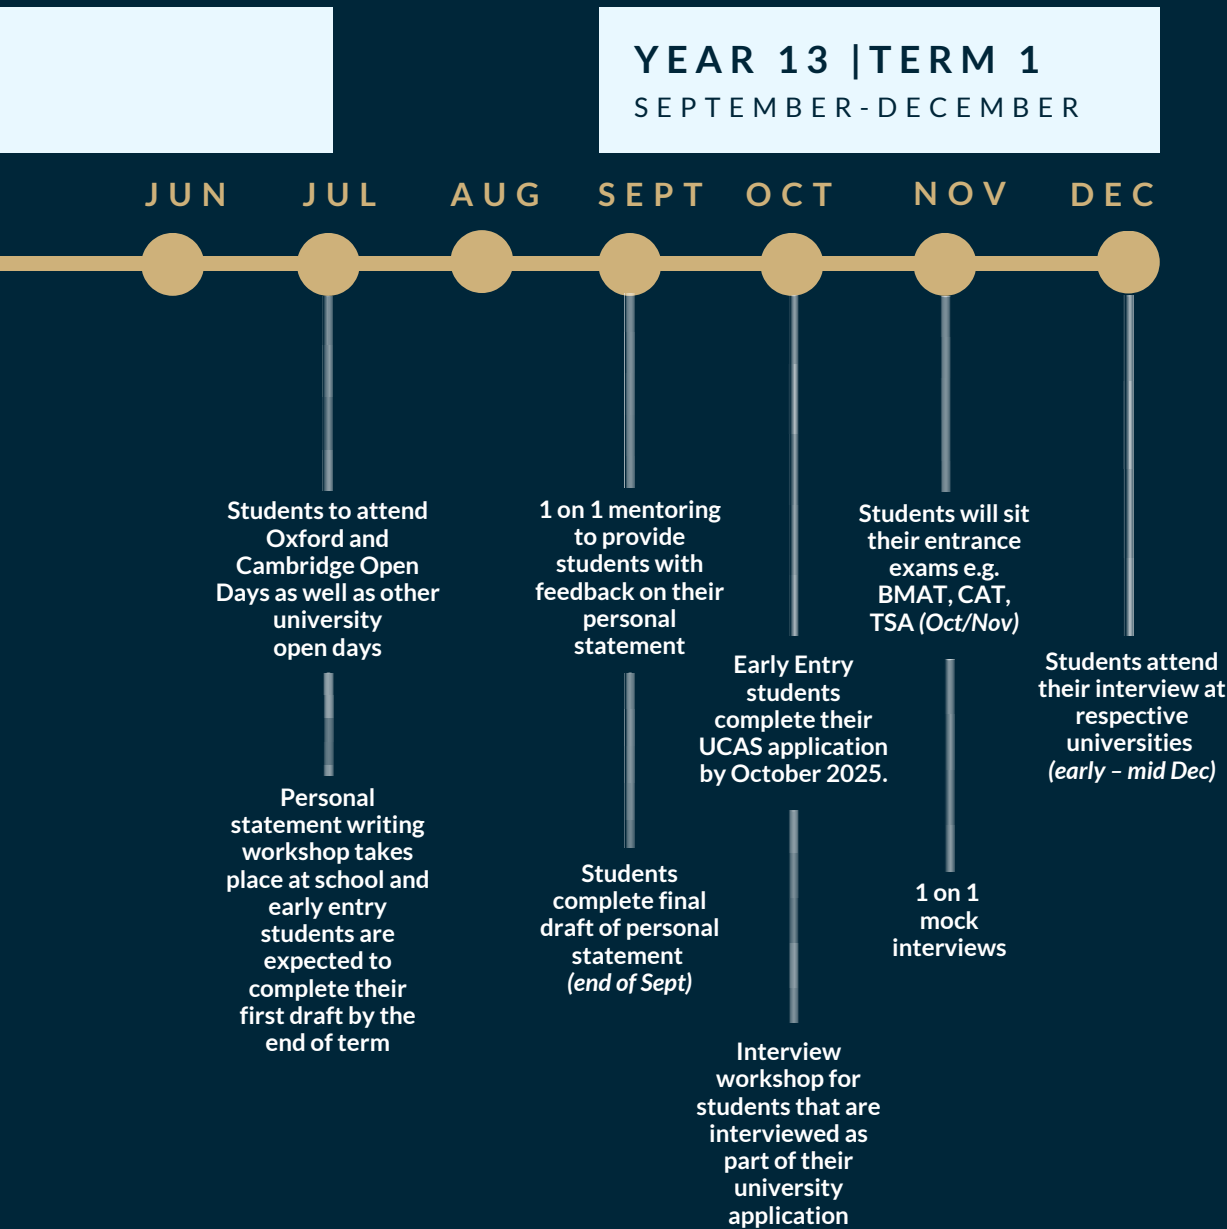 YEAR 13 |TERM 1
SEPTEMBER-DECEMBER
JUN
JUL
AUG
SEPT
OCT
NOV
DEC
Students to attend
Oxford and
Cambridge Open
Days as well as other
university
open days
Personal
statement writing
workshop takes
place at school and
early entry
students are
expected to
complete their
first draft by the
end of term
1 on 1 mentoring
to provide
students with
feedback on their
personal
statement
Students
complete final
draft of personal
statement
(end of Sept)
Early Entry
students
complete their
UCAS application
by October 2025.
Interview
workshop for
students that are
interviewed as
part of their
university
application
Students will sit
their entrance
exams e.g.
BMAT, CAT,
TSA (Oct/Nov)
1 on 1
mock
interviews
Students attend
their interview at
respective
universities
(early – mid Dec)